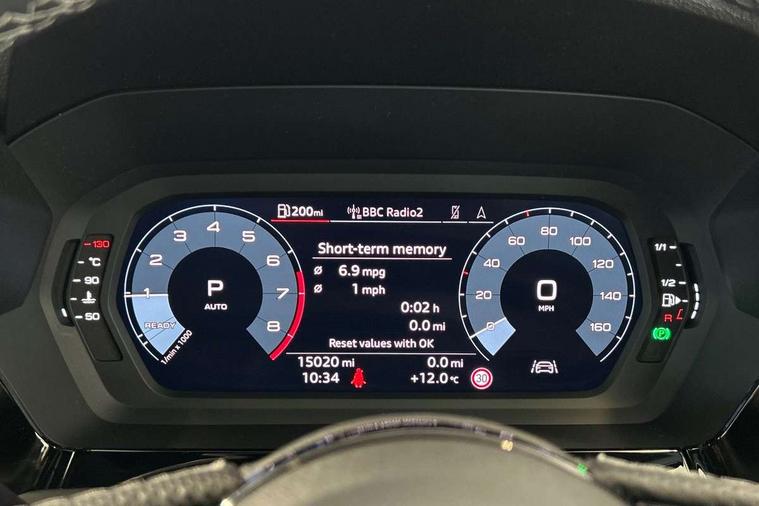 200mi BBC Radio2
Short-term memory
Ø 6.9 mpg
Ø 1 mph
0:02 h
0.0 mi
Reset values with OK
15020 mi 0.0 mi
10:34 +12.0 °C 30
1 2 3 4 5 6 7 8
READY
1/min x 1000
P
AUTO
0 20 40 60 80 100 120 140 160
0
MPH
130
°C
90
50
1/1
1/2
R
P